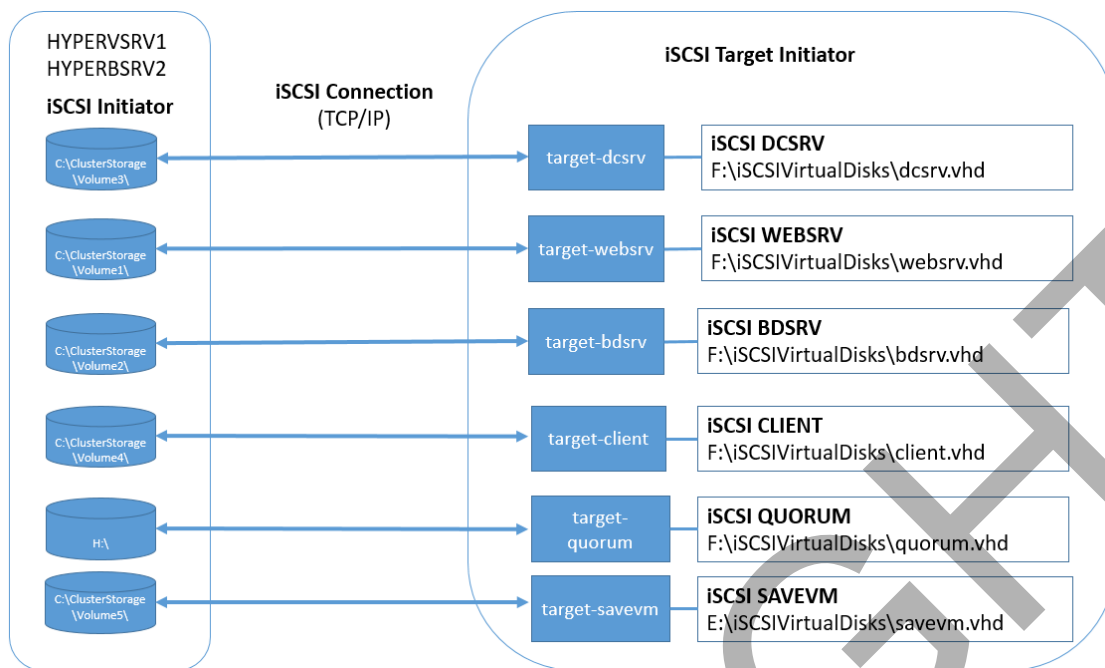 HYPERVSRV1
HYPERBSRV2
iSCSI Initiator
iSCSI Connection
(TCP/IP)
iSCSI Target Initiator
C:\ClusterStorage
\Volume3\
target-dcsrv
iSCSI DCSRV
F:\iSCSIVirtualDisks\dcsrv.vhd
C:\ClusterStorage
\Volume1\
target-websrv
iSCSI WEBSRV
F:\iSCSIVirtualDisks\websrv.vhd
C:\ClusterStorage
\Volume2\
target-bdsrv
iSCSI BDSRV
F:\iSCSIVirtualDisks\bdsrv.vhd
C:\ClusterStorage
\Volume4\
target-client
iSCSI CLIENT
F:\iSCSIVirtualDisks\client.vhd
H:\
target-
quorum
iSCSI QUORUM
F:\iSCSIVirtualDisks\quorum.vhd
C:\ClusterStorage
\Volume5\
target-savevm
iSCSI SAVEVM
E:\iSCSIVirtualDisks\savevm.vhd
GHT